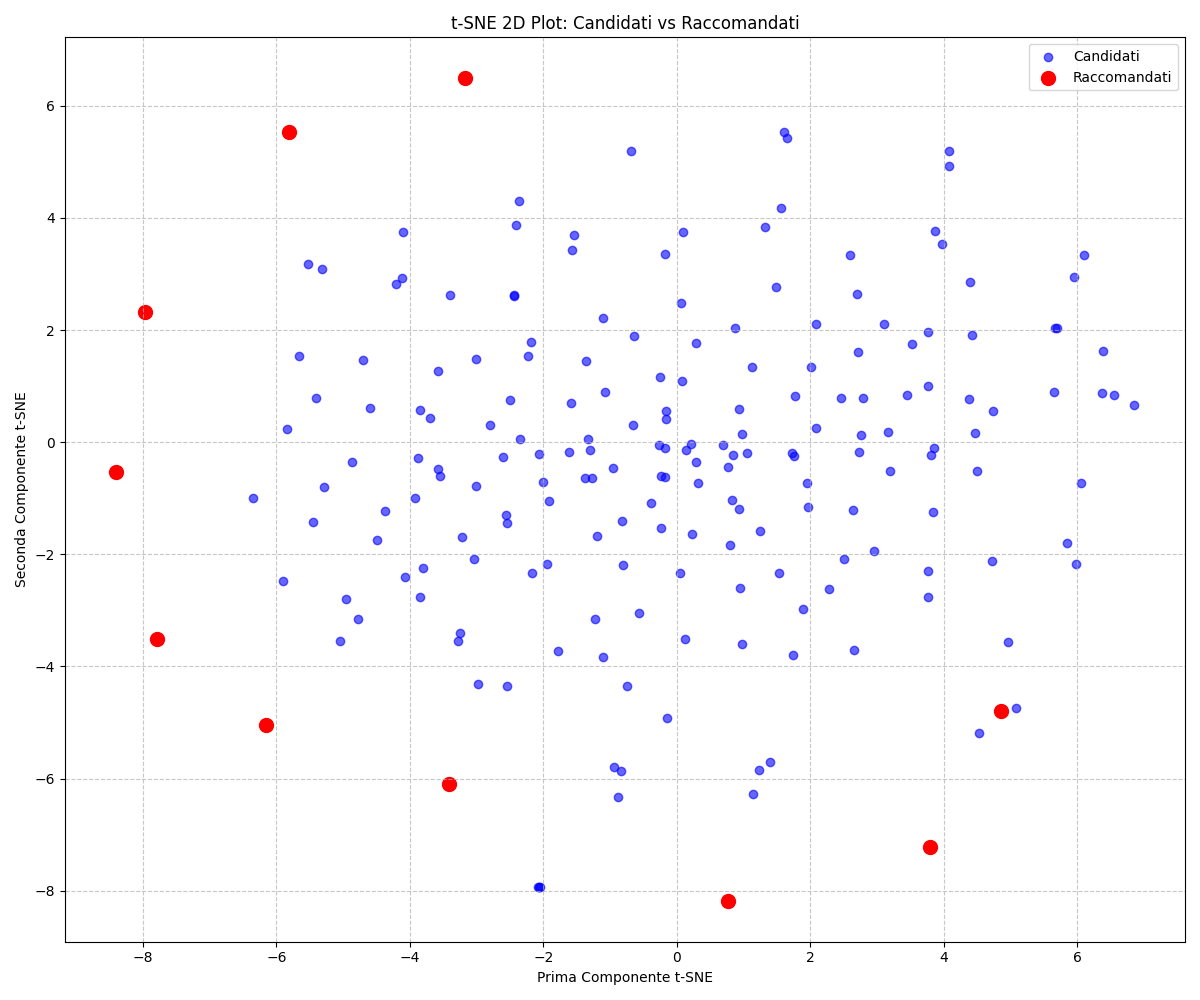 t-SNE 2D Plot: Candidati vs Raccomandati
Candidati
Raccomandati
6
4
2
0
−2
−4
−6
−8
Seconda Componente t-SNE
−8 −6 −4 −2 0 2 4 6
Prima Componente t-SNE